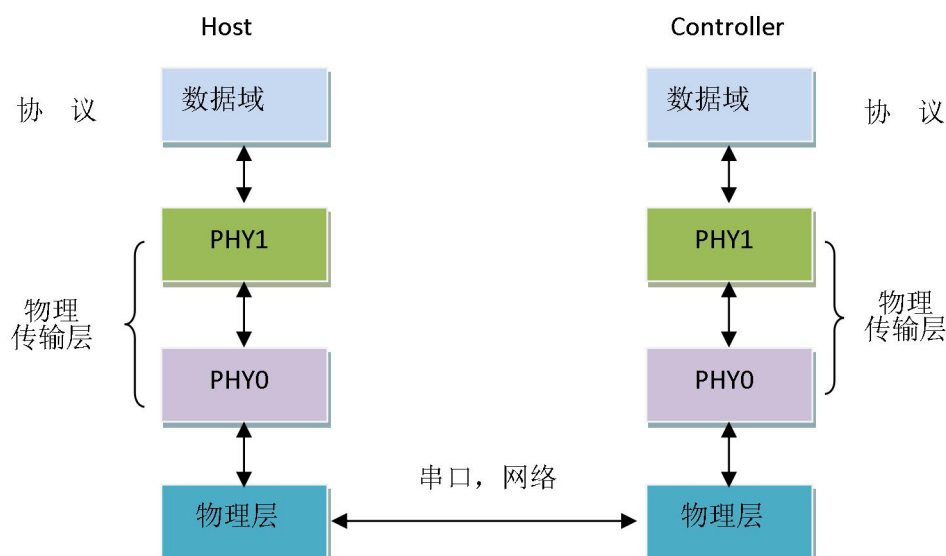 Host
Controller
协 议
数据域
数据域
协 议
PHY1
PHY1
物理
传输层
物理
传输层
PHY0
PHY0
串口，网络
物理层
物理层